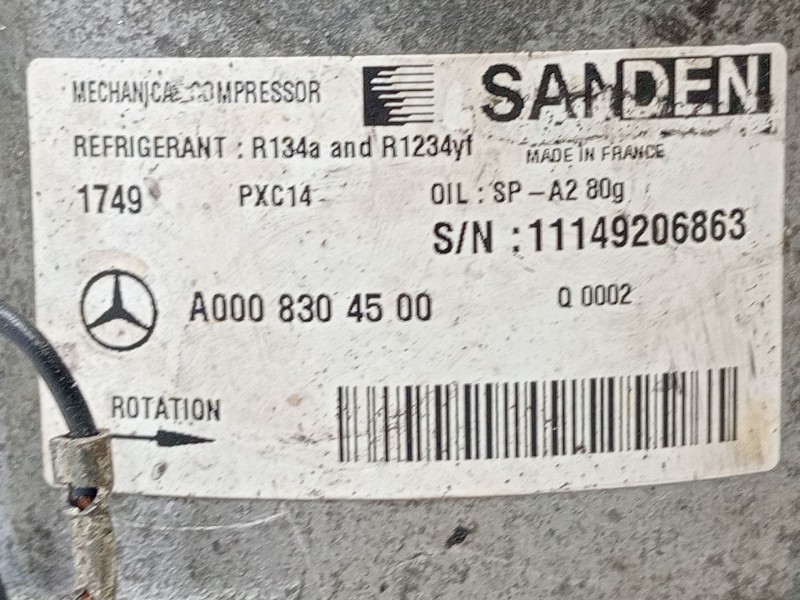 MECHANICAL COMPRESSOR
SANDEN
REFRIGERANT : R134a and R1234yf
MADE IN FRANCE
1749 PXC14 OIL : SP-A2 80g
S/N : 11149206863
A000 830 45 00 Q 0002
ROTATION